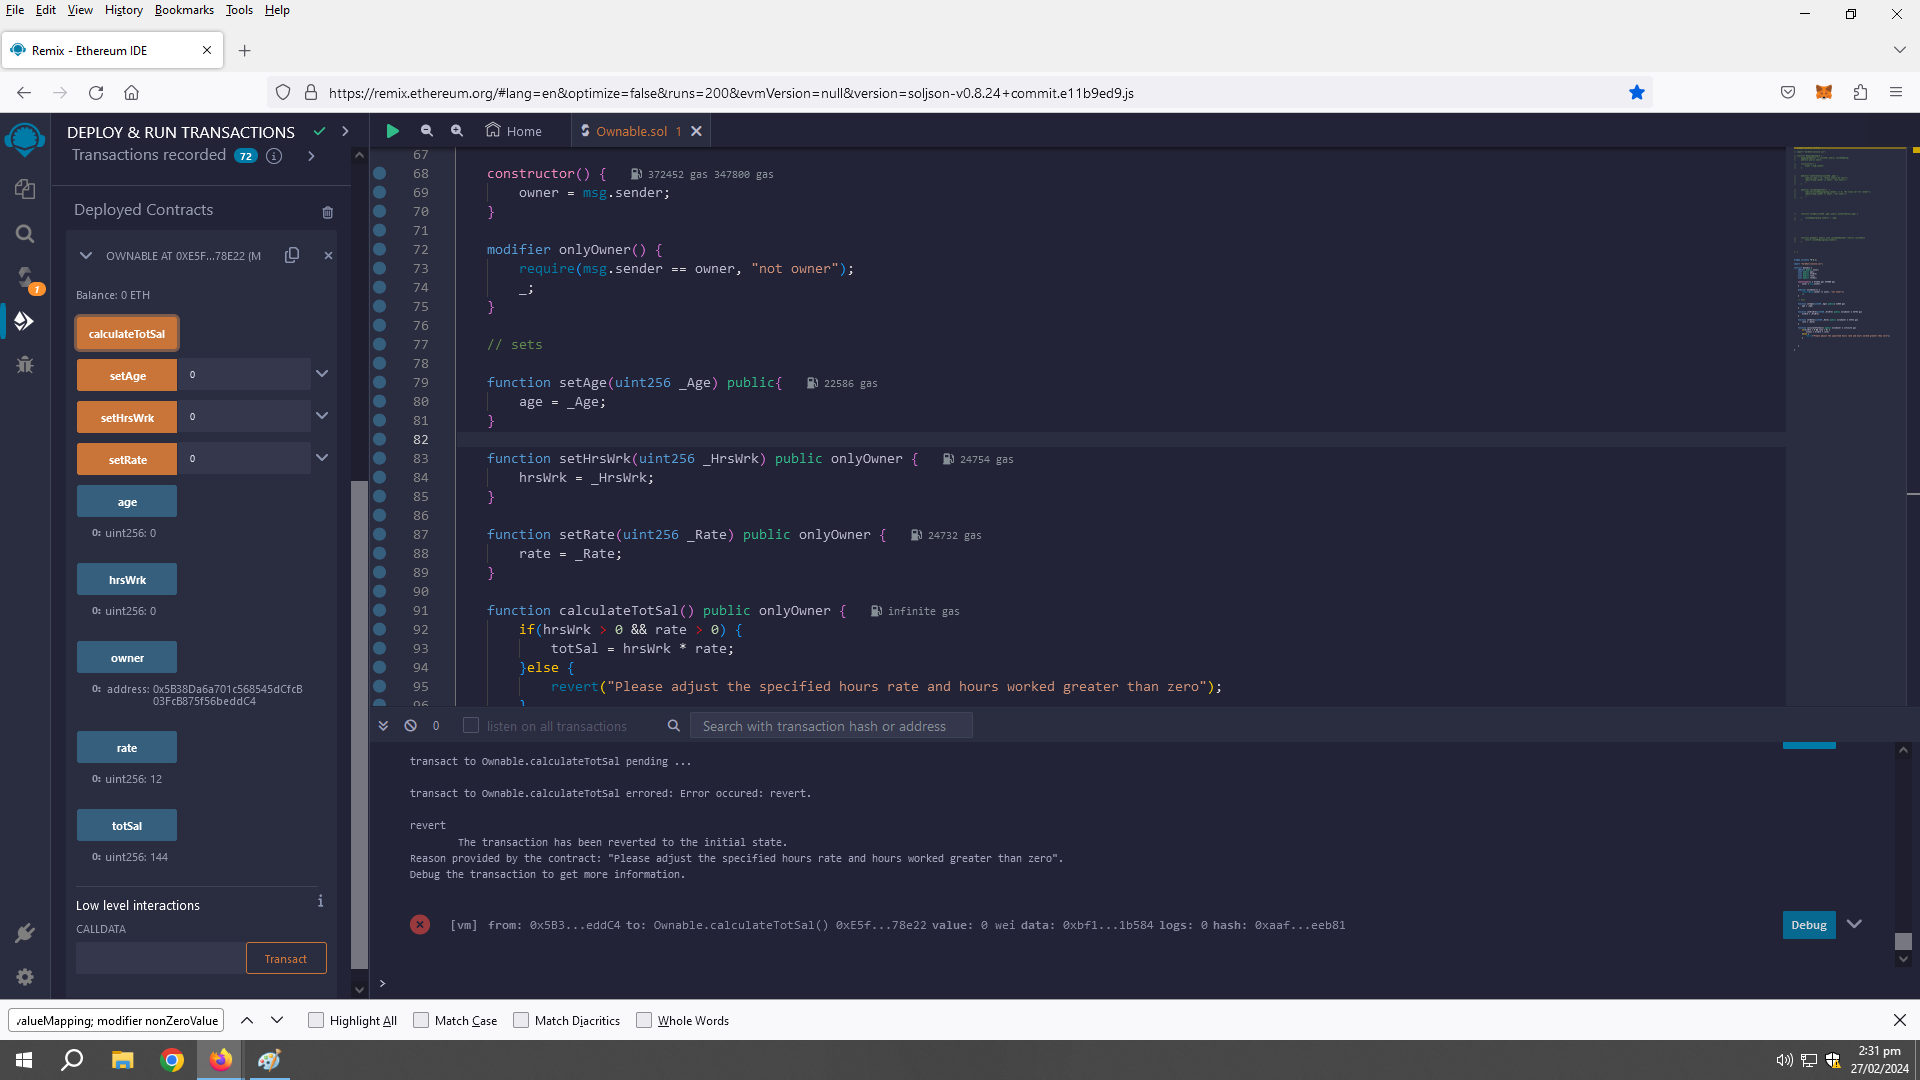 File Edit View History Bookmarks Tools Help
Remix - Ethereum IDE
https://remix.ethereum.org/#lang=en&optimize=false&runs=200&evmVersion=null&version=soljson-v0.8.24+commit.e11b9ed9.js
DEPLOY & RUN TRANSACTIONS
Transactions recorded 72
Deployed Contracts
OWNABLE AT 0XE5F...78E22 (M
Balance: 0 ETH
calculateTotSal
setAge 0
setHrsWrk 0
setRate 0
age
0: uint256: 0
hrsWrk
0: uint256: 0
owner
0: address: 0x5B38Da6a701c568545dCfcB
03FcB875f56beddC4
rate
0: uint256: 12
totSal
0: uint256: 144
Low level interactions
CALLDATA
Transact
1
Home Ownable.sol 1
67
68 constructor() { 372452 gas 347800 gas
69 owner = msg.sender;
70 }
71
72 modifier onlyOwner() {
73 require(msg.sender == owner, "not owner");
74 _;
75 }
76
77 // sets
78
79 function setAge(uint256 _Age) public{ 22586 gas
80 age = _Age;
81 }
82
83 function setHrsWrk(uint256 _HrsWrk) public onlyOwner { 24754 gas
84 hrsWrk = _HrsWrk;
85 }
86
87 function setRate(uint256 _Rate) public onlyOwner { 24732 gas
88 rate = _Rate;
89 }
90
91 function calculateTotSal() public onlyOwner { infinite gas
92 if(hrsWrk > 0 && rate > 0) {
93 totSal = hrsWrk * rate;
94 }else {
95 revert("Please adjust the specified hours rate and hours worked greater than zero");
96 }
0 listen on all transactions Search with transaction hash or address
transact to Ownable.calculateTotSal pending ...
transact to Ownable.calculateTotSal errored: Error occured: revert.
revert
The transaction has been reverted to the initial state.
Reason provided by the contract: "Please adjust the specified hours rate and hours worked greater than zero".
Debug the transaction to get more information.
[vm] from: 0x5B3...eddC4 to: Ownable.calculateTotSal() 0xE5f...78e22 value: 0 wei data: 0xbf1...1b584 logs: 0 hash: 0xaaf...eeb81
Debug
>
valueMapping; modifier nonZeroValue Highlight All Match Case Match Diacritics Whole Words
2:31 pm
27/02/2024